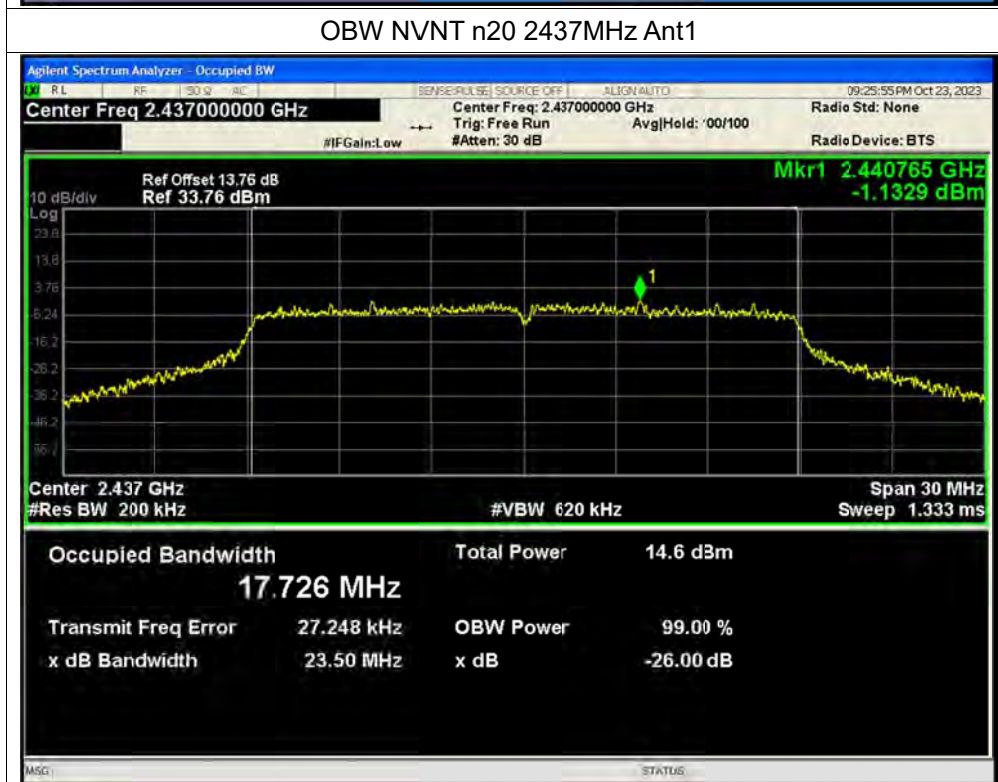 OBW NVNT n20 2437MHz Ant1
Agilent Spectrum Analyzer - Occupied BW
RL RF 50 Ω AC SENSE:PULSE SOURCE OFF ALIGN AUTO 09:25:55 PM Oct 23, 2023
Center Freq 2.437000000 GHz Center Freq: 2.437000000 GHz Radio Std: None
Trig: Free Run Avg|Hold: 100/100
#IFGain:Low #Atten: 30 dB Radio Device: BTS
Mkr1 2.440765 GHz
Ref Offset 13.76 dB
10 dB/div Ref 33.76 dBm -1.1329 dBm
Log
23.8
13.8
3.76
1
-6.24
-16.2
-26.2
-36.2
-46.2
Center 2.437 GHz Span 30 MHz
#Res BW 200 kHz #VBW 620 kHz Sweep 1.333 ms
Occupied Bandwidth Total Power 14.6 dBm
17.726 MHz
Transmit Freq Error 27.248 kHz OBW Power 99.00 %
x dB Bandwidth 23.50 MHz x dB -26.00 dB
MSG STATUS